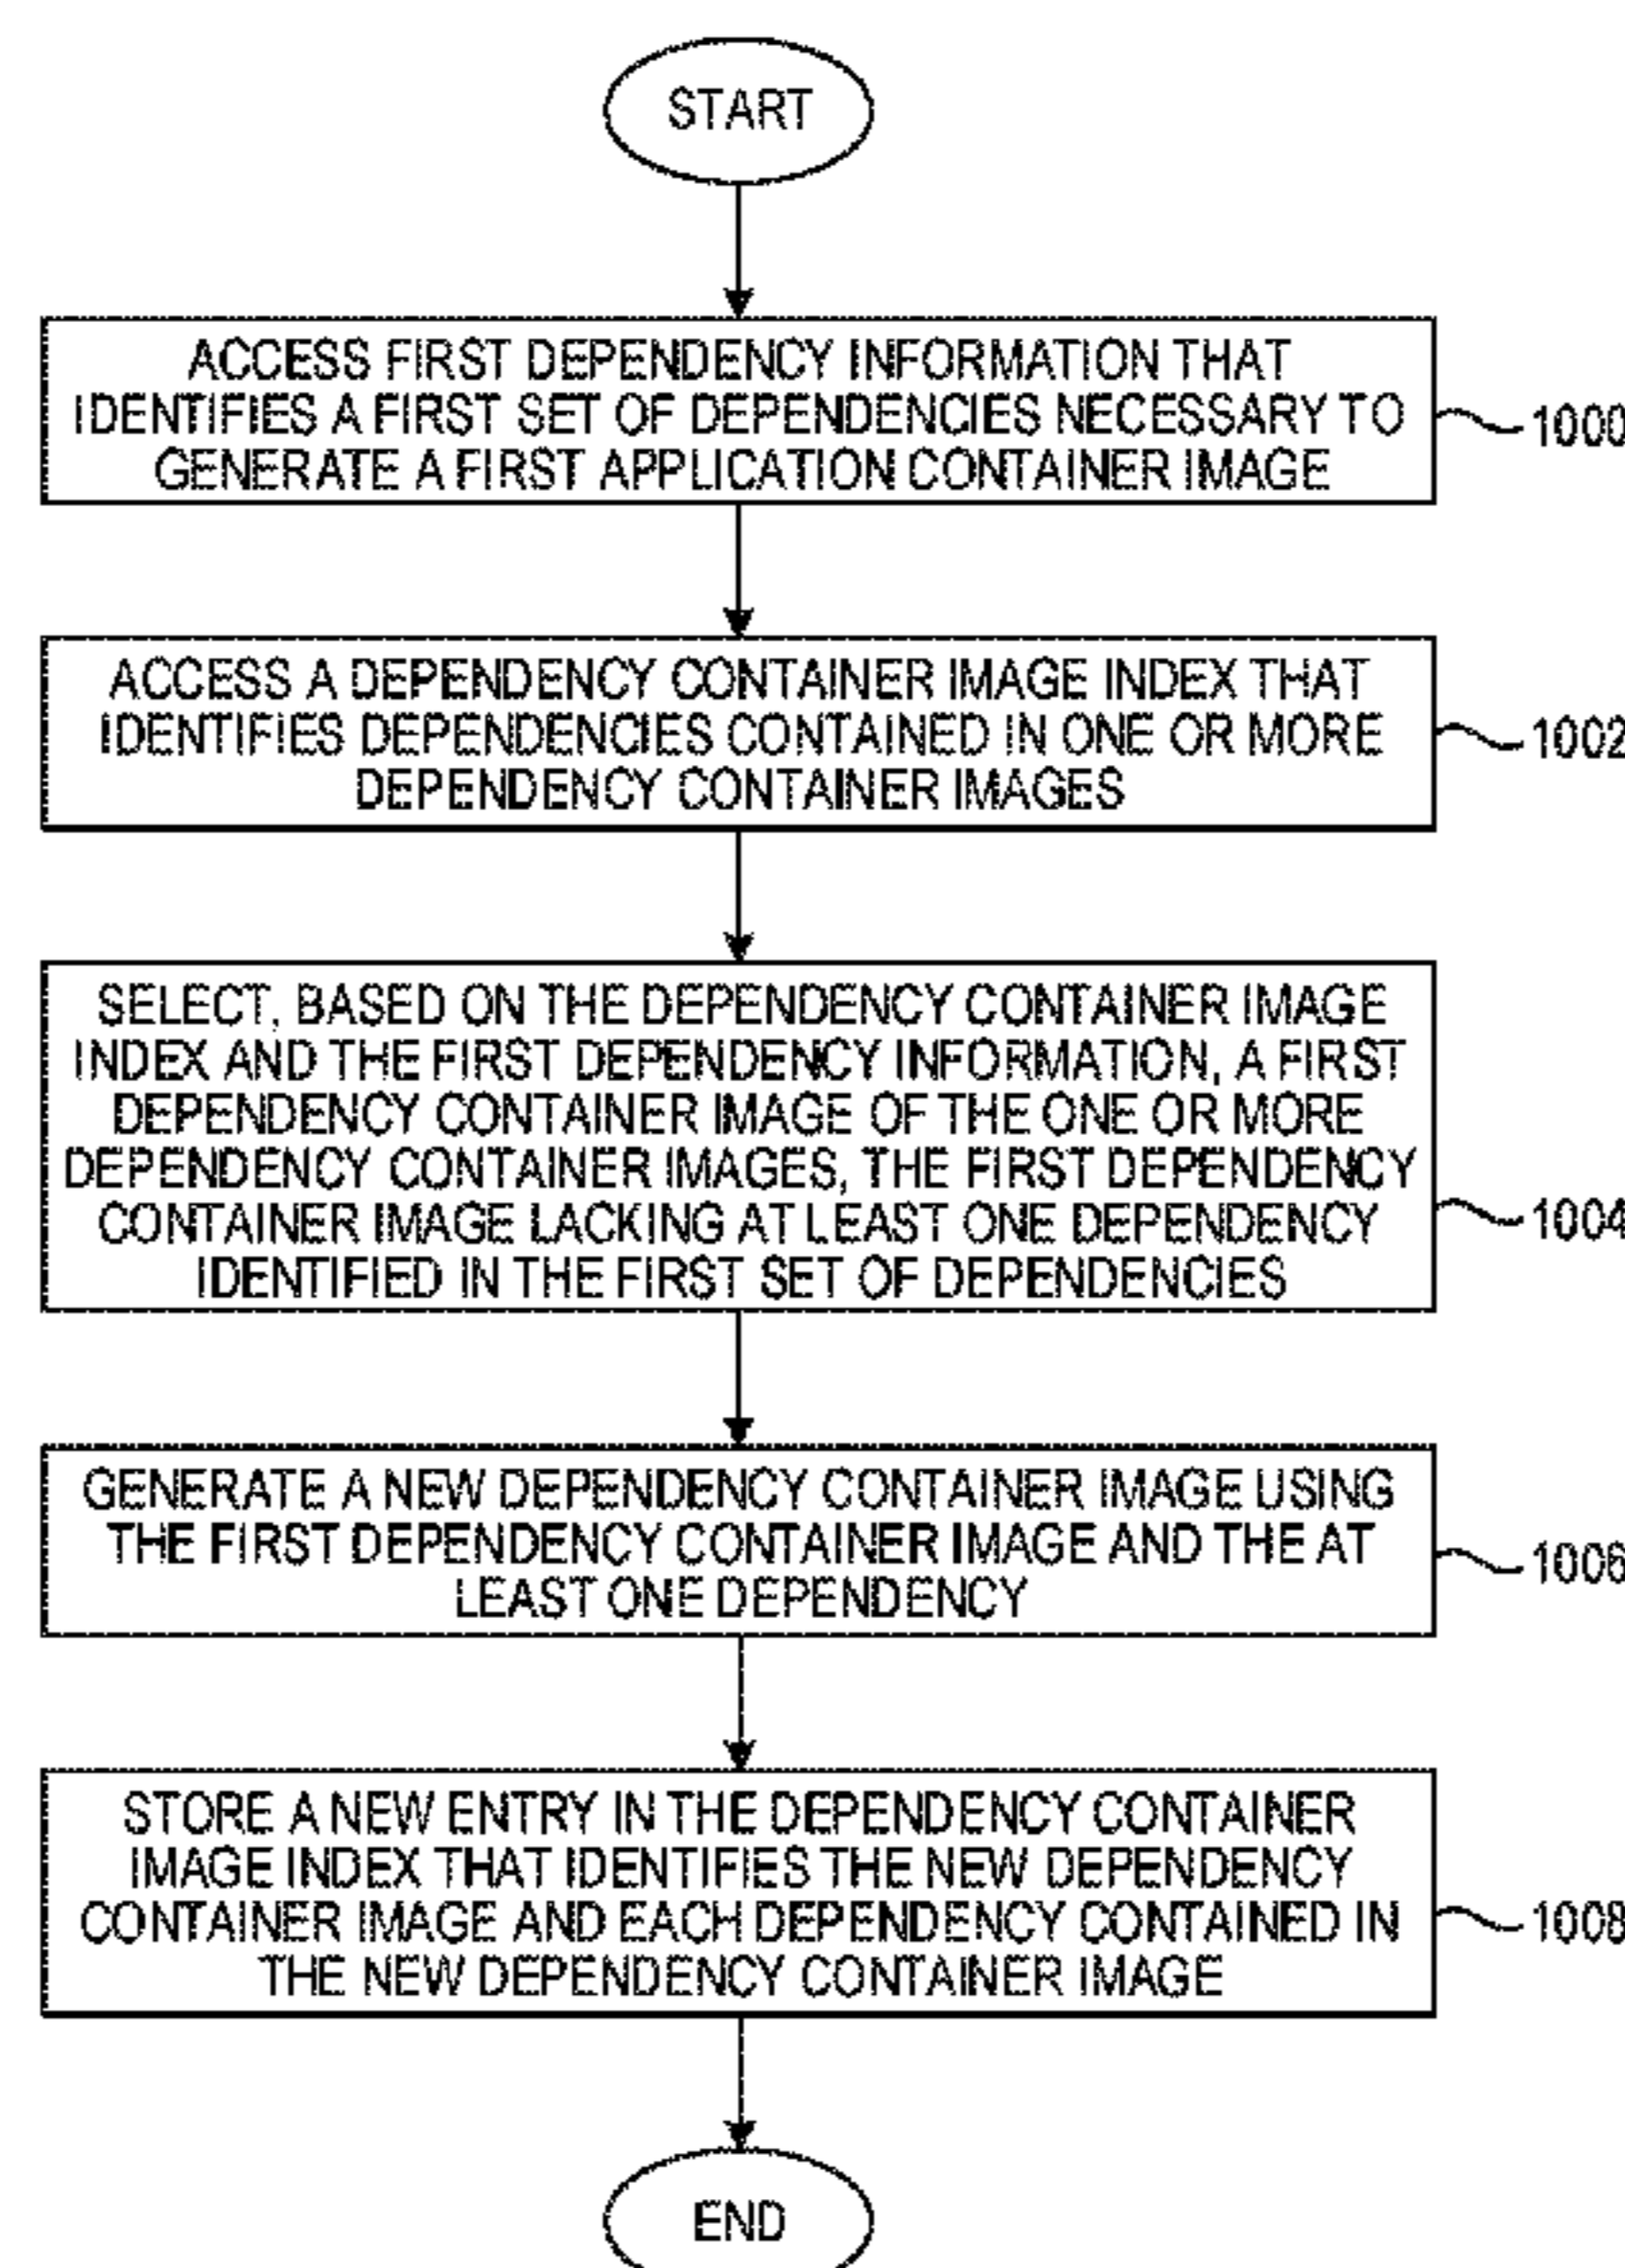 START
ACCESS FIRST DEPENDENCY INFORMATION THAT
IDENTIFIES A FIRST SET OF DEPENDENCIES NECESSARY TO
GENERATE A FIRST APPLICATION CONTAINER IMAGE
1000
ACCESS A DEPENDENCY CONTAINER IMAGE INDEX THAT
IDENTIFIES DEPENDENCIES CONTAINED IN ONE OR MORE
DEPENDENCY CONTAINER IMAGES
1002
SELECT, BASED ON THE DEPENDENCY CONTAINER IMAGE
INDEX AND THE FIRST DEPENDENCY INFORMATION, A FIRST
DEPENDENCY CONTAINER IMAGE OF THE ONE OR MORE
DEPENDENCY CONTAINER IMAGES, THE FIRST DEPENDENCY
CONTAINER IMAGE LACKING AT LEAST ONE DEPENDENCY
IDENTIFIED IN THE FIRST SET OF DEPENDENCIES
1004
GENERATE A NEW DEPENDENCY CONTAINER IMAGE USING
THE FIRST DEPENDENCY CONTAINER IMAGE AND THE AT
LEAST ONE DEPENDENCY
1006
STORE A NEW ENTRY IN THE DEPENDENCY CONTAINER
IMAGE INDEX THAT IDENTIFIES THE NEW DEPENDENCY
CONTAINER IMAGE AND EACH DEPENDENCY CONTAINED IN
THE NEW DEPENDENCY CONTAINER IMAGE
1008
END